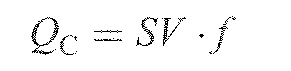 Q_C = SV · f